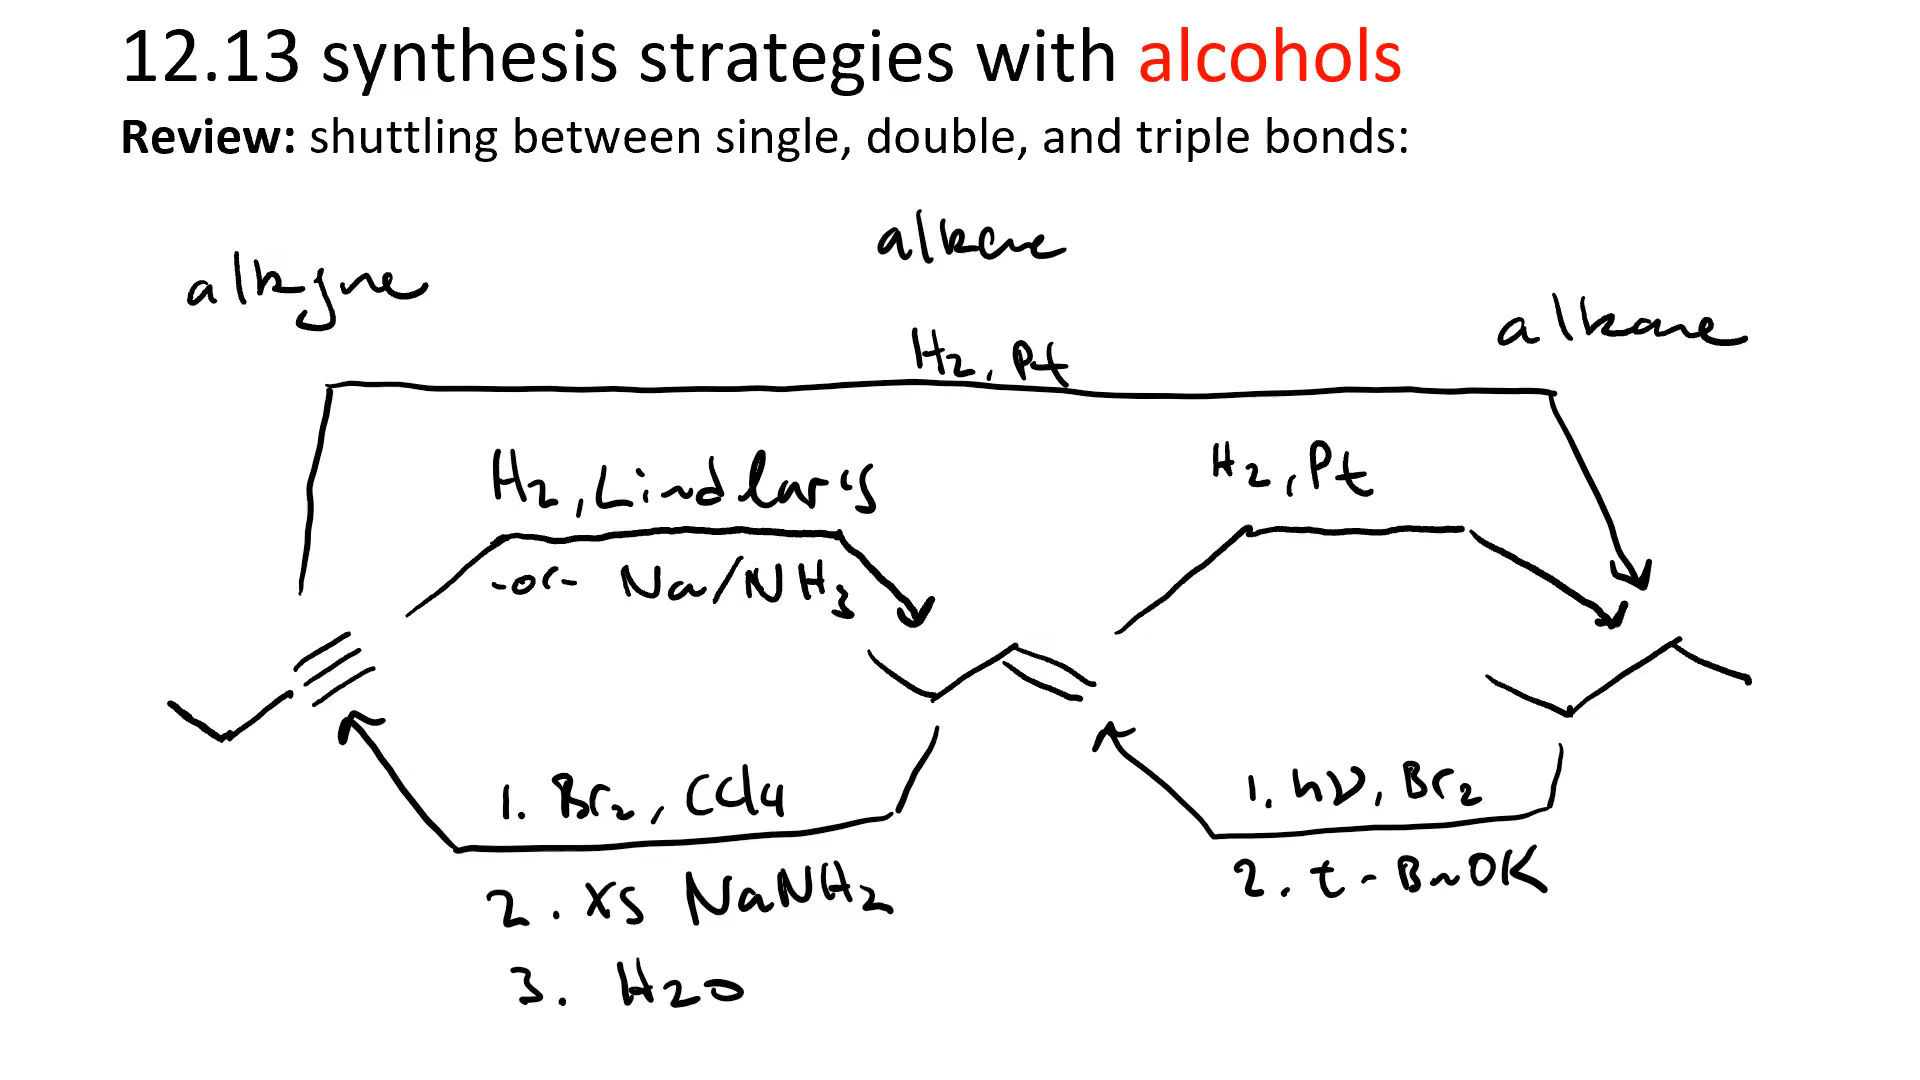 12.13 synthesis strategies with alcohols
Review: shuttling between single, double, and triple bonds:
alkyne
alkene
alkane
H2, Pt
H2, Lindlar's
-or- Na/NH3
H2, Pt
1. Br2, CCl4
2. xs NaNH2
3. H2O
1. hν, Br2
2. t-BuOK